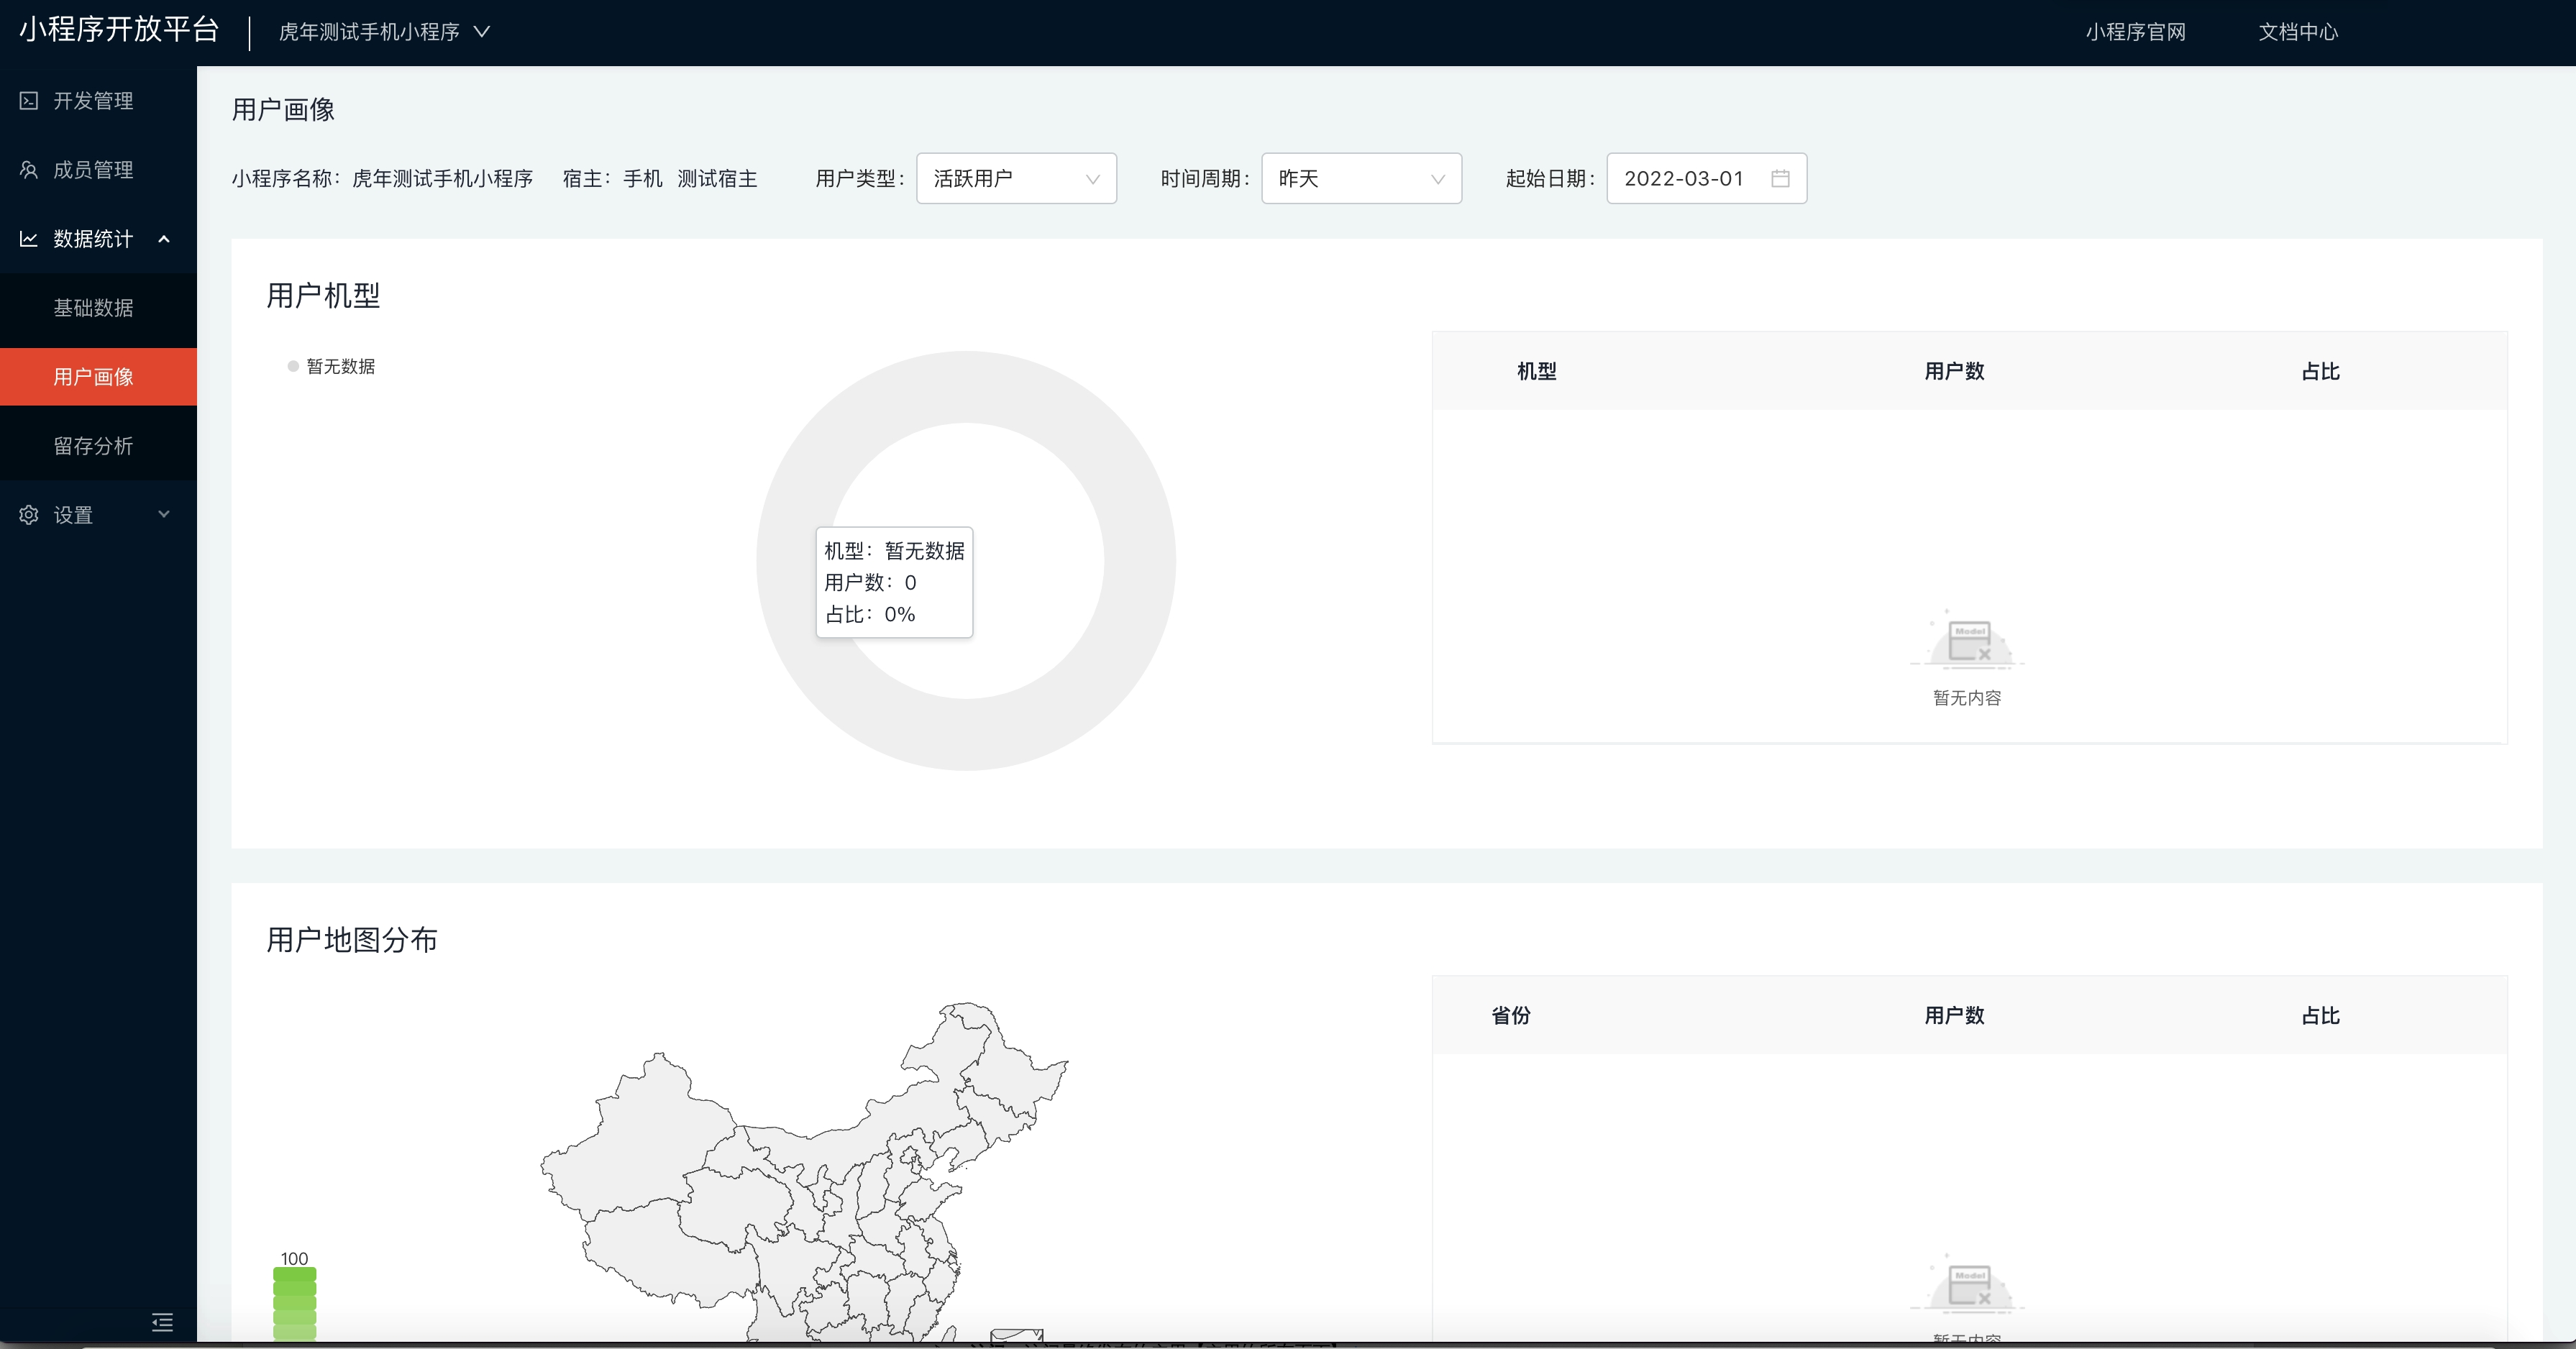 小程序开放平台
虎年测试手机小程序
小程序官网
文档中心
开发管理
成员管理
数据统计
基础数据
用户画像
留存分析
设置
用户画像
小程序名称：虎年测试手机小程序 宿主：手机 测试宿主 用户类型： 活跃用户 时间周期： 昨天 起始日期： 2022-03-01
用户机型
暂无数据
机型：暂无数据
用户数：0
占比：0%
机型 用户数 占比
Model
暂无内容
用户地图分布
100
省份 用户数 占比
Model
暂无内容